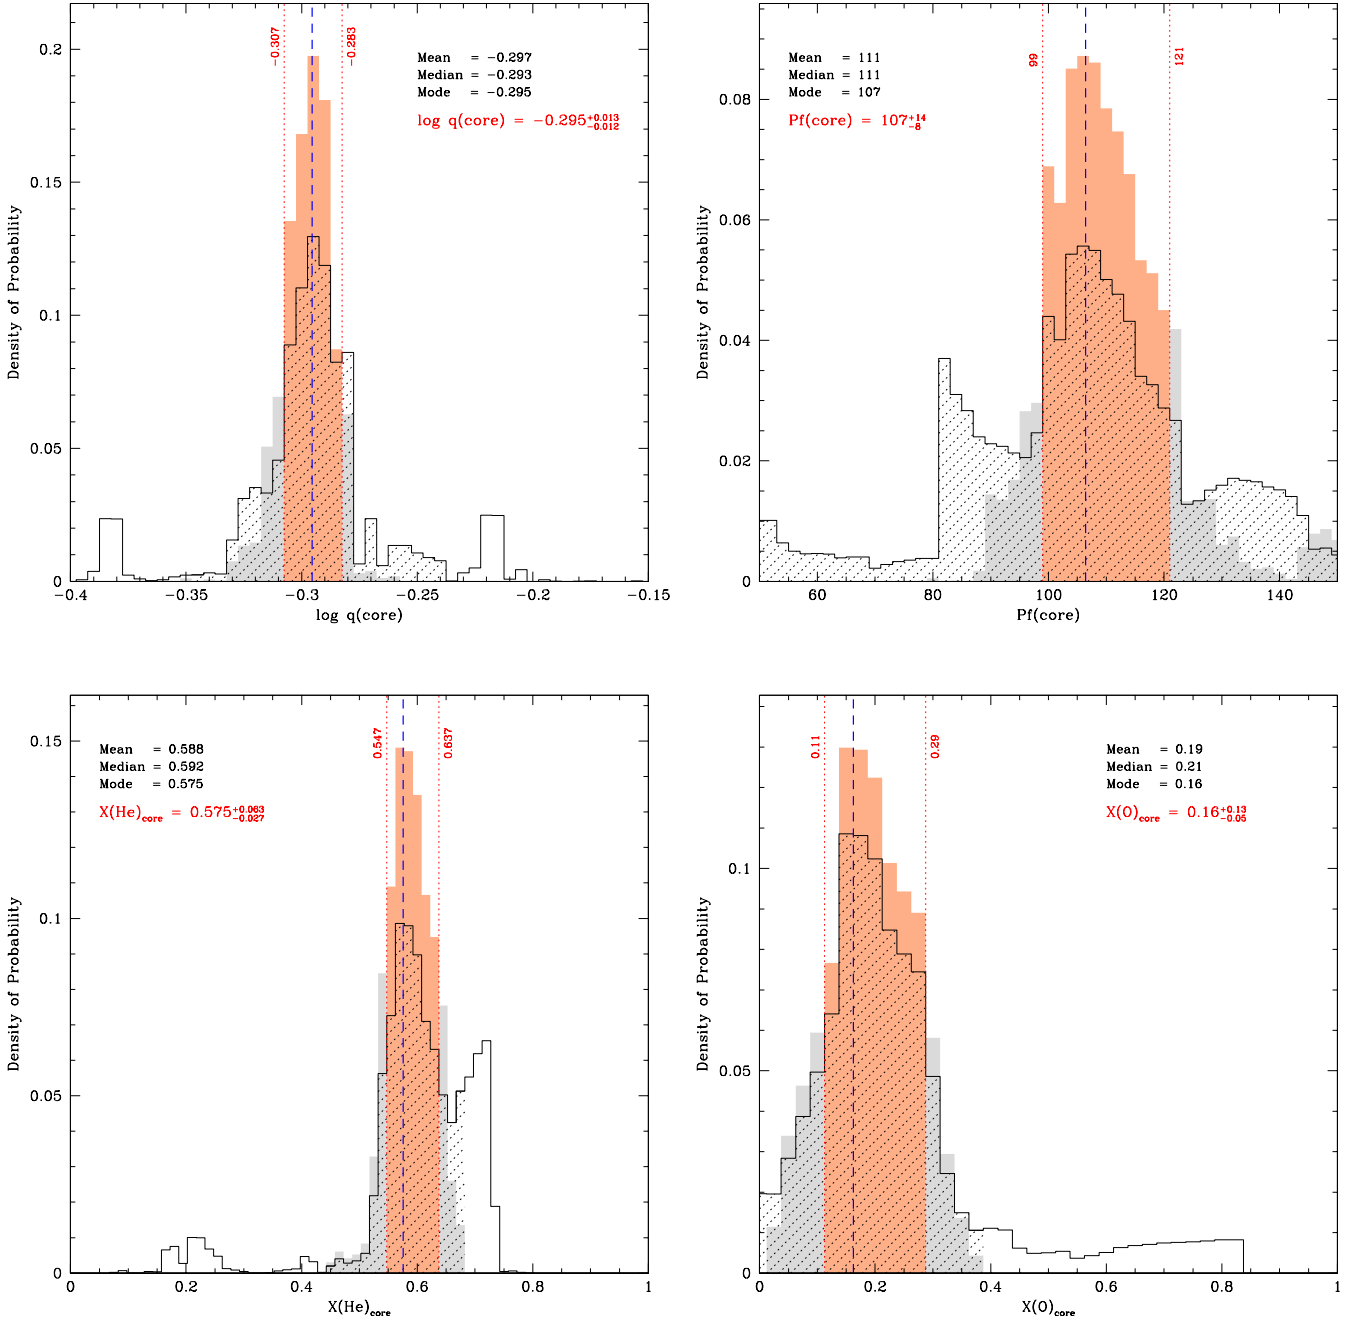 −0.307
−0.283
Mean = −0.297
Median = −0.293
Mode = −0.295
log q(core) = −0.295+0.013−0.012
0.2
0.15
0.1
0.05
0
Density of Probability
−0.4 −0.35 −0.3 −0.25 −0.2 −0.15
log q(core)
99
121
Mean = 111
Median = 111
Mode = 107
Pf(core) = 107+14−8
0.08
0.06
0.04
0.02
0
Density of Probability
60 80 100 120 140
Pf(core)
0.547
0.637
Mean = 0.588
Median = 0.592
Mode = 0.575
X(He)core = 0.575+0.063−0.027
0.15
0.1
0.05
0
Density of Probability
0 0.2 0.4 0.6 0.8 1
X(He)core
0.11
0.29
Mean = 0.19
Median = 0.21
Mode = 0.16
X(O)core = 0.16+0.13−0.05
0.1
0.05
0
Density of Probability
0 0.2 0.4 0.6 0.8 1
X(O)core